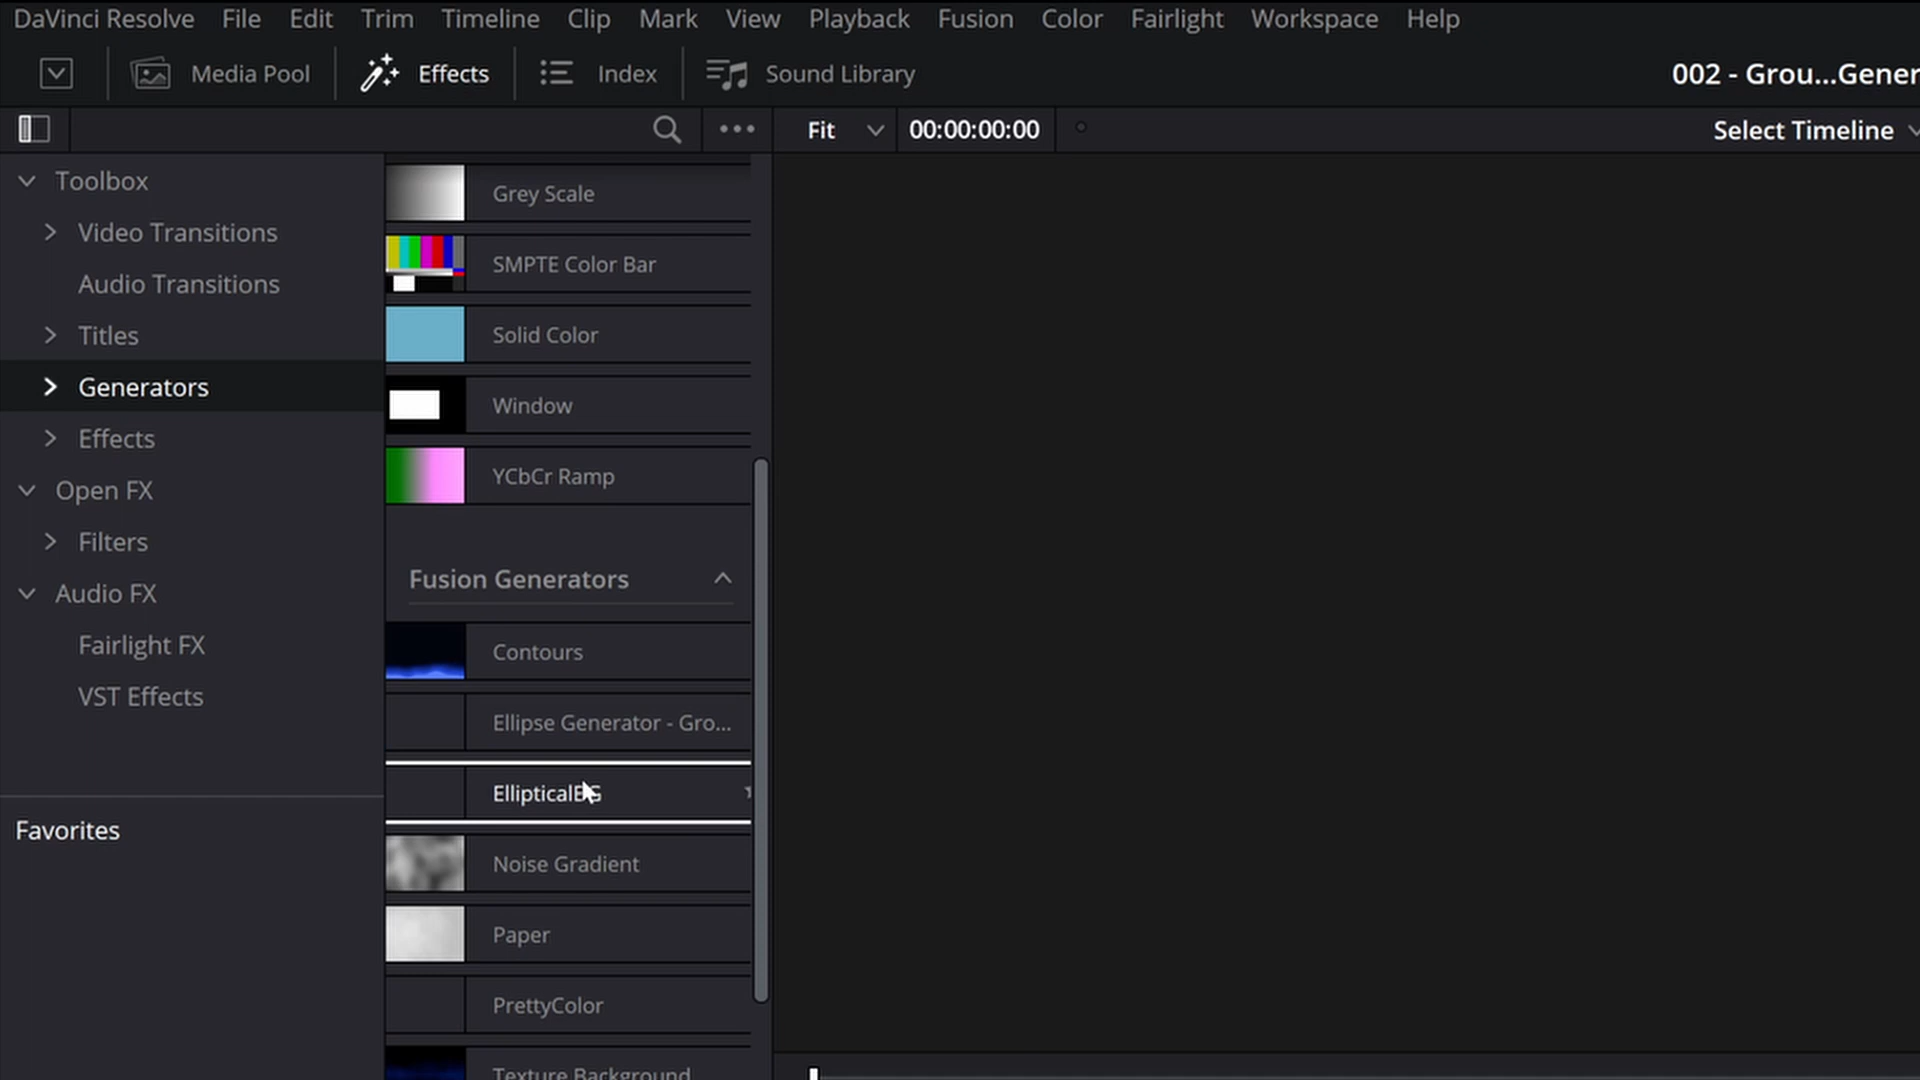 DaVinci Resolve File Edit Trim Timeline Clip Mark View Playback Fusion Color Fairlight Workspace Help
Media Pool Effects Index Sound Library 002 - Grou...Gener
Fit 00:00:00:00 Select Timeline
Toolbox
Video Transitions
Audio Transitions
Titles
Generators
Effects
Open FX
Filters
Audio FX
Fairlight FX
VST Effects
Favorites
Grey Scale
SMPTE Color Bar
Solid Color
Window
YCbCr Ramp
Fusion Generators
Contours
Ellipse Generator - Gro...
EllipticalBG
Noise Gradient
Paper
PrettyColor
Texture Background